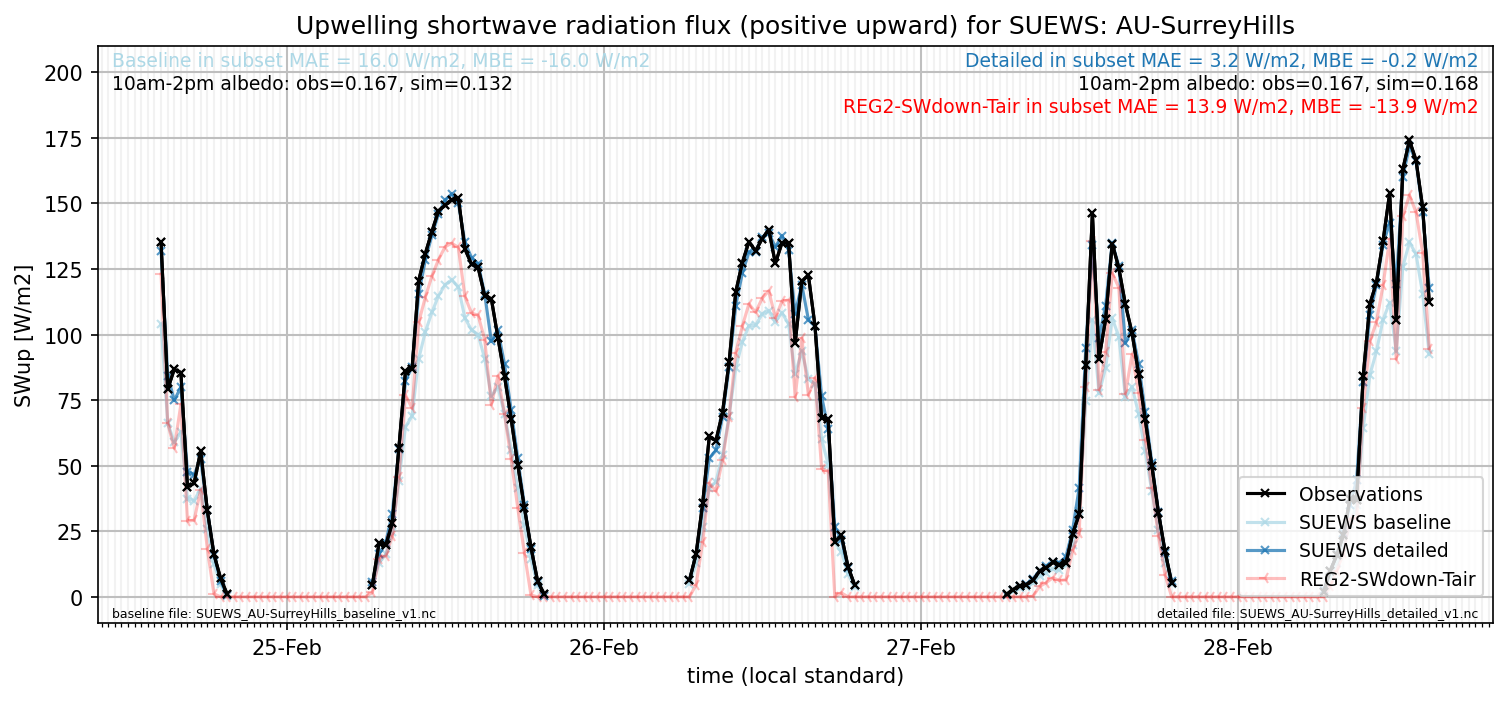 Upwelling shortwave radiation flux (positive upward) for SUEWS: AU-SurreyHills
Baseline in subset MAE = 16.0 W/m2, MBE = -16.0 W/m2
10am-2pm albedo: obs=0.167, sim=0.132
Detailed in subset MAE = 3.2 W/m2, MBE = -0.2 W/m2
10am-2pm albedo: obs=0.167, sim=0.168
REG2-SWdown-Tair in subset MAE = 13.9 W/m2, MBE = -13.9 W/m2
SWup [W/m2]
200
175
150
125
100
75
50
25
0
Observations
SUEWS baseline
SUEWS detailed
REG2-SWdown-Tair
baseline file: SUEWS_AU-SurreyHills_baseline_v1.nc
detailed file: SUEWS_AU-SurreyHills_detailed_v1.nc
25-Feb
26-Feb
27-Feb
28-Feb
time (local standard)